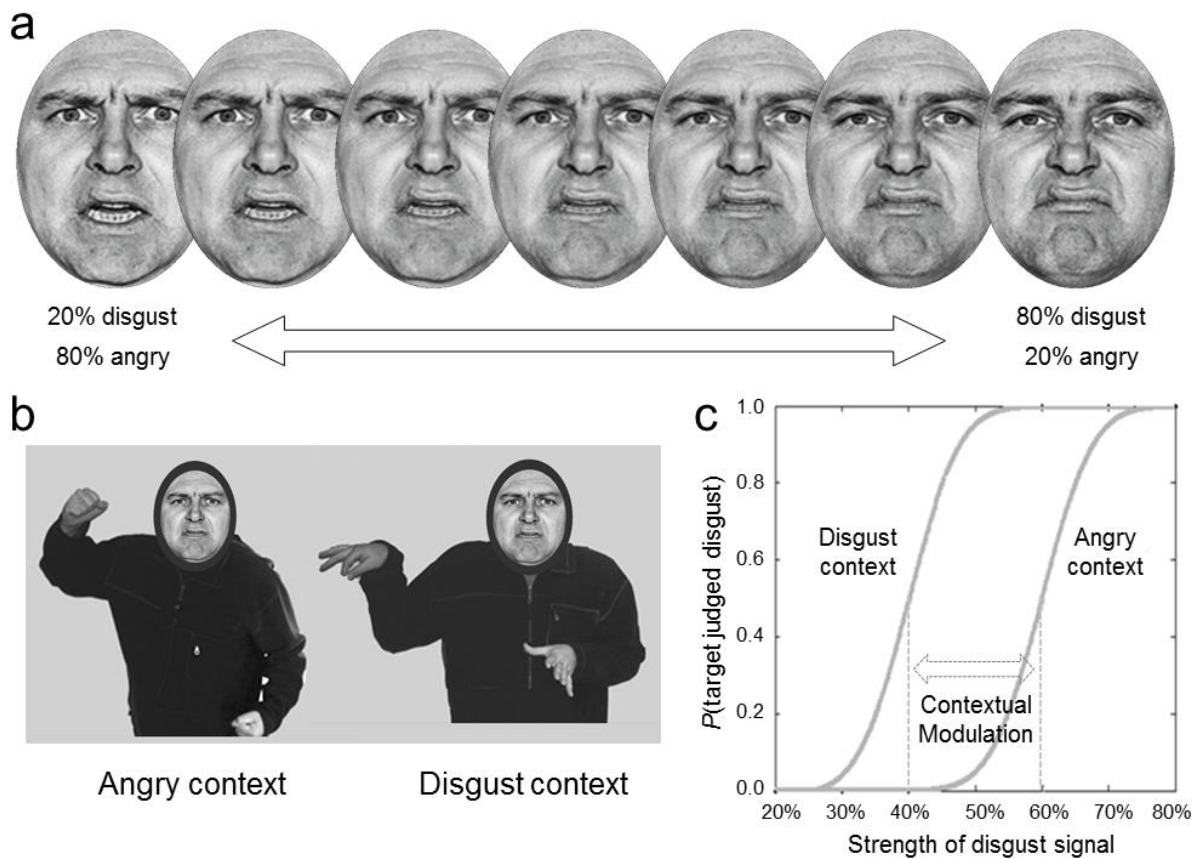 a
20% disgust
80% angry
80% disgust
20% angry
b
Angry context
Disgust context
c
P(target judged disgust)
1.0
0.8
0.6
0.4
0.2
0.0
Disgust
context
Angry
context
Contextual
Modulation
20%
30%
40%
50%
60%
70%
80%
Strength of disgust signal